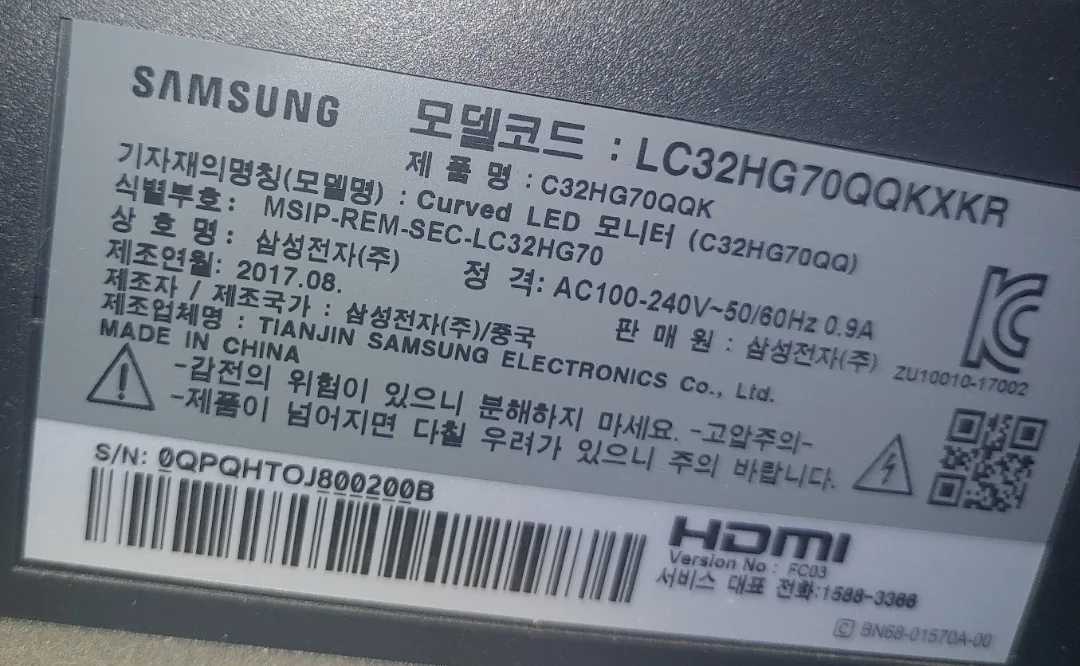 SAMSUNG
모델코드 : LC32HG70QQKXKR
제 품 명 : C32HG70QQK
기자재의명칭(모델명) : Curved LED 모니터 (C32HG70QQ)
식별부호: MSIP-REM-SEC-LC32HG70
상 호 명 : 삼성전자(주) 정 격: AC100-240V~50/60Hz 0.9A
제조연월: 2017.08. 판 매 원 : 삼성전자(주)
제조자 / 제조국가 : 삼성전자(주)/중국
제조업체명 : TIANJIN SAMSUNG ELECTRONICS Co., Ltd.
MADE IN CHINA
ZU10010-17002
-감전의 위험이 있으니 분해하지 마세요. -고압주의-
-제품이 넘어지면 다칠 우려가 있으니 주의 바랍니다.
S/N: 0QPQHTOJ800200B
HDMI
Version No : FC03
서비스 대표 전화:1588-3366
C BN68-01570A-00